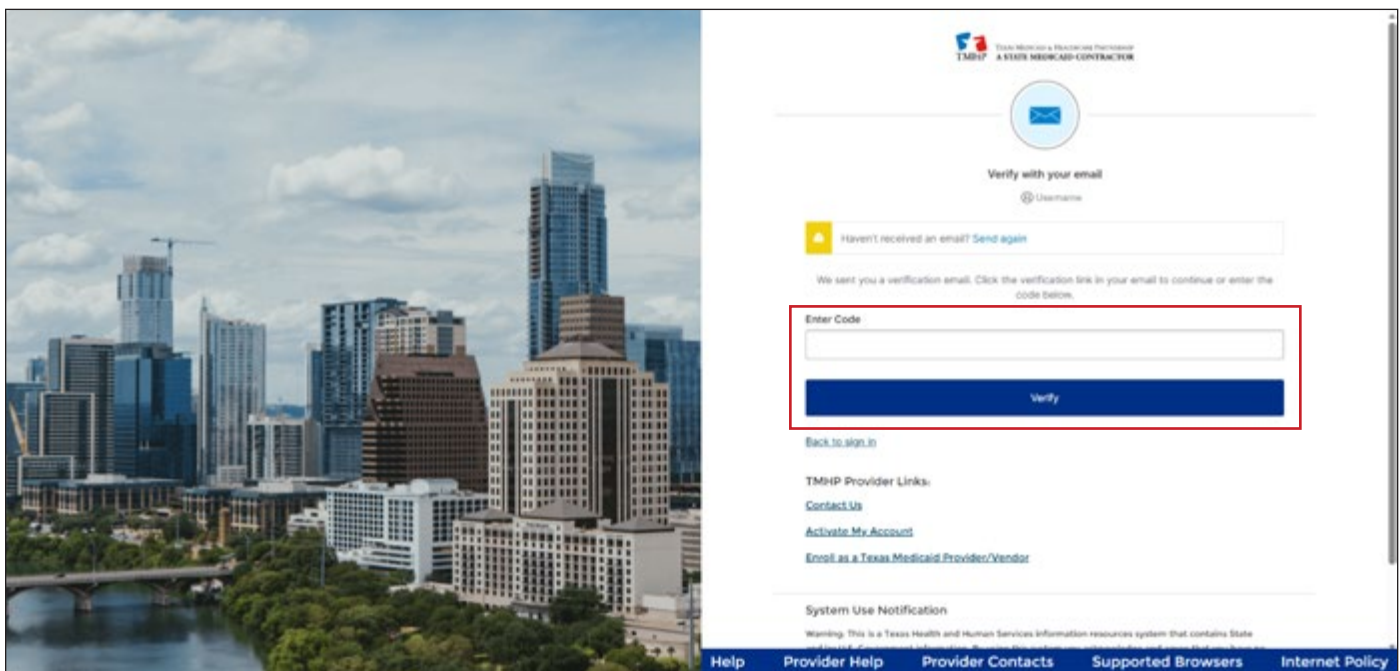 TMHP
TEXAS MEDICAID & HEALTHCARE PARTNERSHIP
A STATE MEDICAID CONTRACTOR
Verify with your email
Username
Haven't received an email? Send again
We sent you a verification email. Click the verification link in your email to continue or enter the
code below.
Enter Code
Verify
Back to sign in
TMHP Provider Links:
Contact Us
Activate My Account
Enroll as a Texas Medicaid Provider/Vendor
System Use Notification
Warning. This is a Texas Health and Human Services information resources system that contains State
Help Provider Help Provider Contacts Supported Browsers Internet Policy